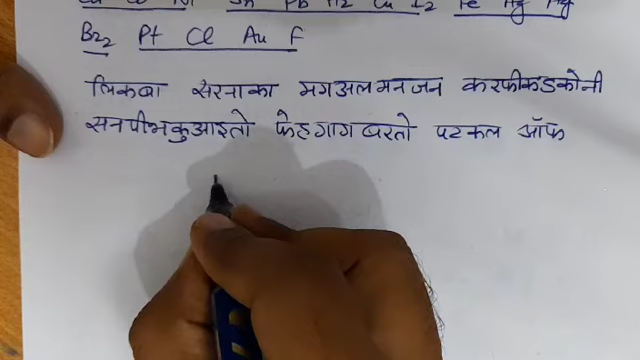 Sn Pb H2 Cu I2 Fe Hg Ag
Br2 Pt Cl Au F
लिकबा सरनाका मगअलमनजन करफीकडकोनी
सनपीभकुआइतो फेहगागबरतो पटकल ऑफ